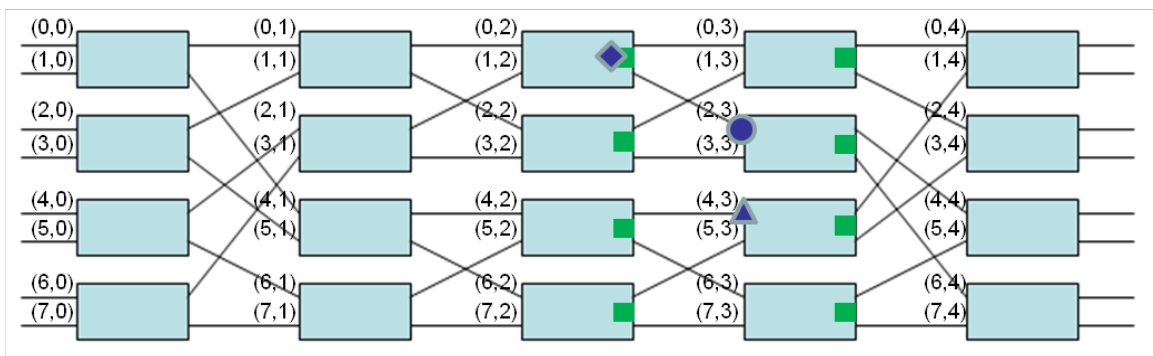 (0,0) (0,1) (0,2) (0,3) (0,4)
(1,0) (1,1) (1,2) (1,3) (1,4)
(2,0) (2,1) (2,2) (2,3) (2,4)
(3,0) (3,1) (3,2) (3,3) (3,4)
(4,0) (4,1) (4,2) (4,3) (4,4)
(5,0) (5,1) (5,2) (5,3) (5,4)
(6,0) (6,1) (6,2) (6,3) (6,4)
(7,0) (7,1) (7,2) (7,3) (7,4)